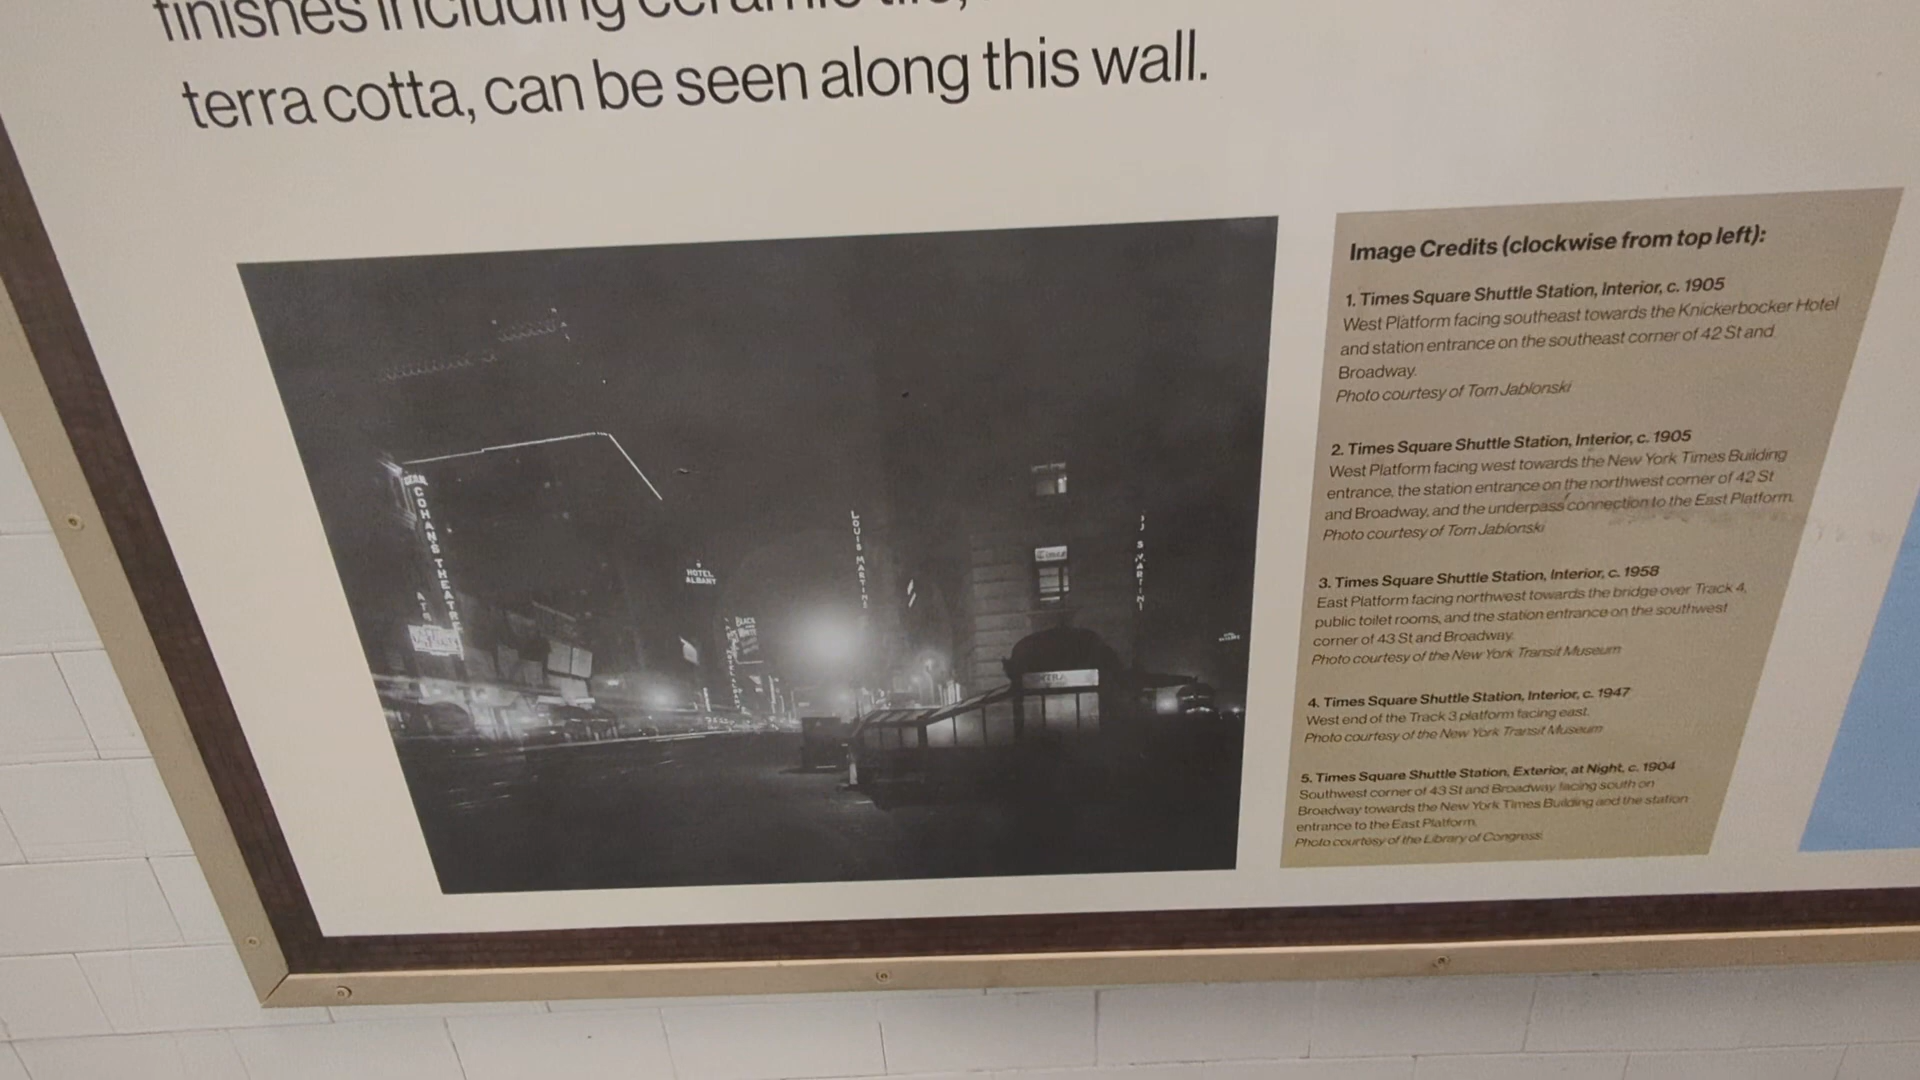 finishes including ceramic tile,
terra cotta, can be seen along this wall.
COHAN'S THEATRE
HOTEL
ALBANY
BLACK
WHITE
LOUIS MARTIN
Times
Image Credits (clockwise from top left):
1. Times Square Shuttle Station, Interior, c. 1905
West Platform facing southeast towards the Knickerbocker Hotel
and station entrance on the southeast corner of 42 St and
Broadway.
Photo courtesy of Tom Jablonski
2. Times Square Shuttle Station, Interior, c. 1905
West Platform facing west towards the New York Times Building
entrance, the station entrance on the northwest corner of 42 St
and Broadway, and the underpass connection to the East Platform.
Photo courtesy of Tom Jablonski
3. Times Square Shuttle Station, Interior, c. 1958
East Platform facing northwest towards the bridge over Track 4,
public toilet rooms, and the station entrance on the southwest
corner of 43 St and Broadway.
Photo courtesy of the New York Transit Museum
4. Times Square Shuttle Station, Interior, c. 1947
West end of the Track 3 platform facing east.
Photo courtesy of the New York Transit Museum
5. Times Square Shuttle Station, Exterior, at Night, c. 1904
Southwest corner of 43 St and Broadway facing south on
Broadway towards the New York Times Building and the station
entrance to the East Platform.
Photo courtesy of the Library of Congress.